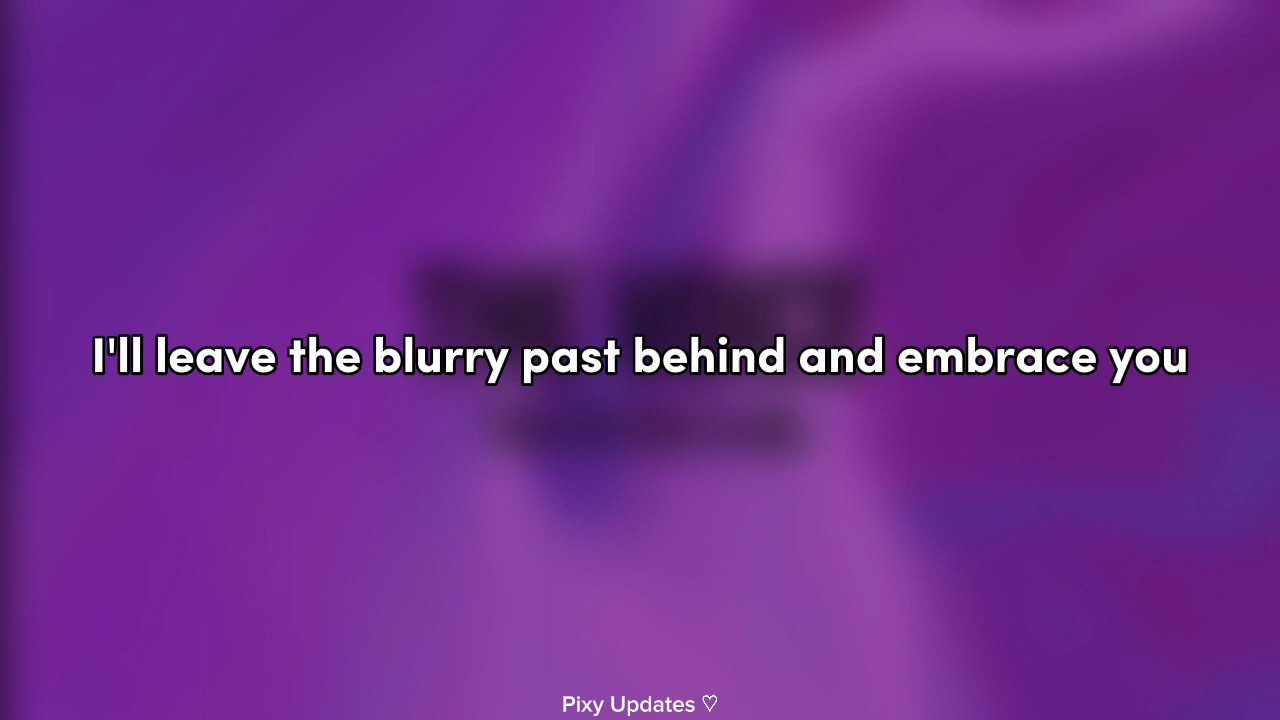 I'll leave the blurry past behind and embrace you
Pixy Updates ♡